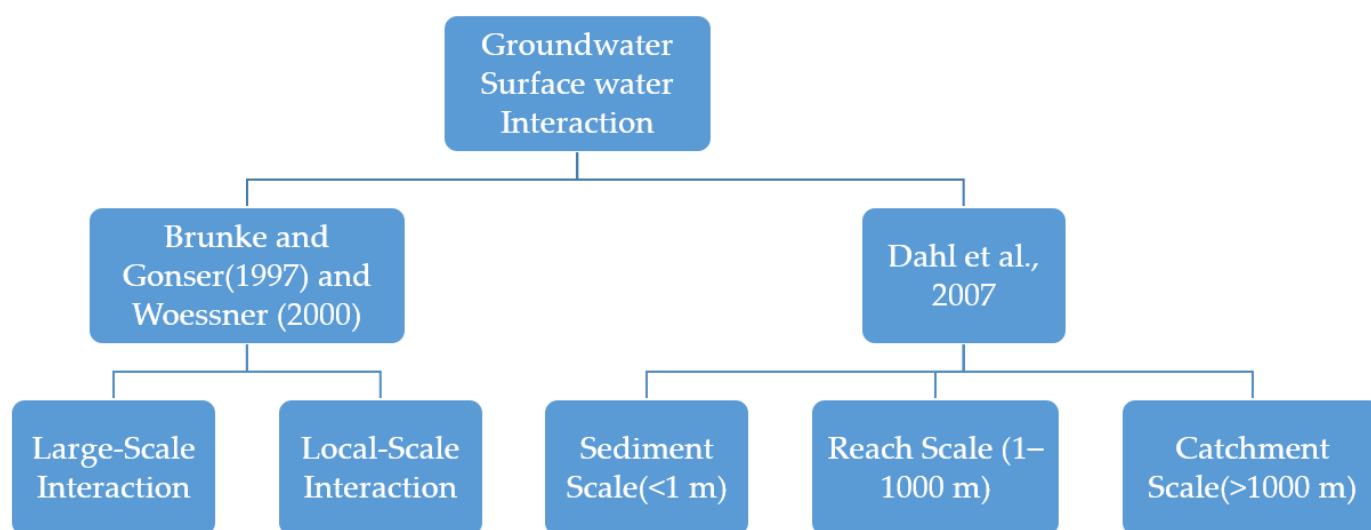 Groundwater
Surface water
Interaction
Brunke and
Gonser(1997) and
Woessner (2000)
Dahl et al.,
2007
Large-Scale
Interaction
Local-Scale
Interaction
Sediment
Scale(<1 m)
Reach Scale (1–
1000 m)
Catchment
Scale(>1000 m)